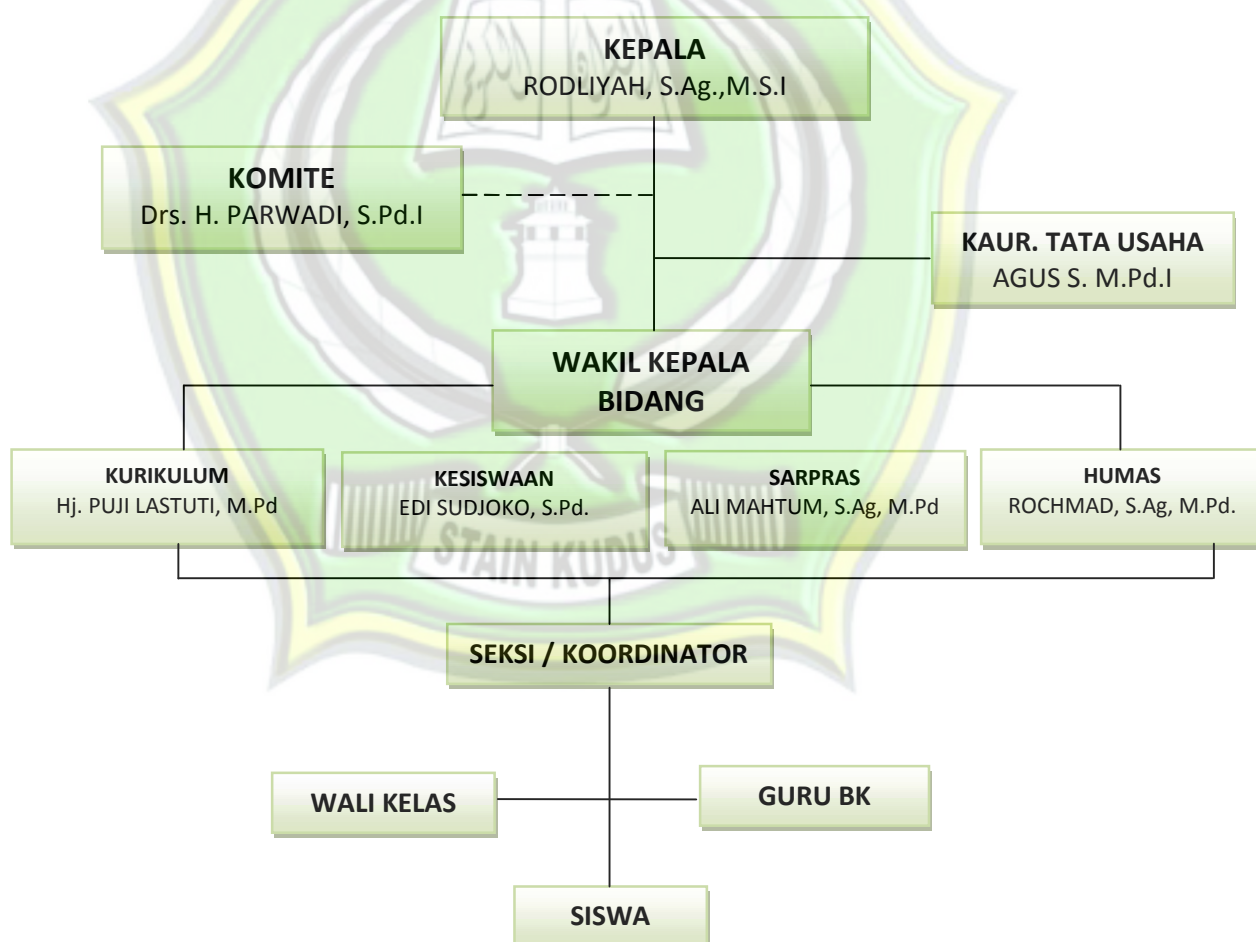 KEPALA
RODLIYAH, S.Ag.,M.S.I
KOMITE
Drs. H. PARWADI, S.Pd.I
KAUR. TATA USAHA
AGUS S. M.Pd.I
WAKIL KEPALA
BIDANG
KURIKULUM
Hj. PUJI LASTUTI, M.Pd
KESISWAAN
EDI SUDJOKO, S.Pd.
SARPRAS
ALI MAHTUM, S.Ag, M.Pd
HUMAS
ROCHMAD, S.Ag, M.Pd.
STAIN KUDUS
SEKSI / KOORDINATOR
WALI KELAS
GURU BK
SISWA